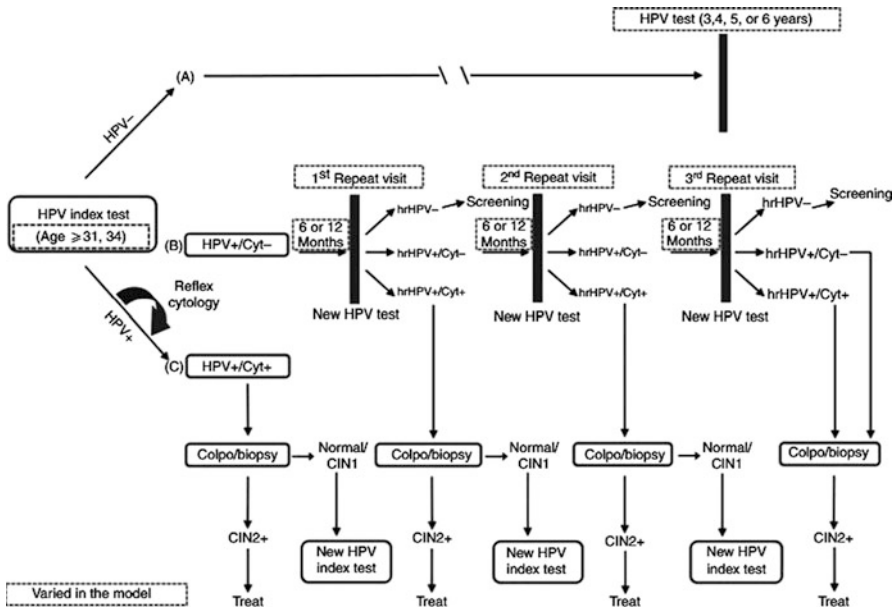 HPV test (3,4, 5, or 6 years)
(A)
HPV−
1st Repeat visit
2nd Repeat visit
3rd Repeat visit
HPV index test
(Age ⩾31, 34)
(B)
HPV+/Cyt−
6 or 12
Months
hrHPV−
Screening
hrHPV+/Cyt−
hrHPV+/Cyt+
New HPV test
6 or 12
Months
hrHPV−
Screening
hrHPV+/Cyt−
hrHPV+/Cyt+
New HPV test
6 or 12
Months
hrHPV−
Screening
hrHPV+/Cyt−
hrHPV+/Cyt+
New HPV test
Reflex
cytology
HPV+
(C)
HPV+/Cyt+
Colpo/biopsy
Normal/
CIN1
Colpo/biopsy
Normal/
CIN1
Colpo/biopsy
Normal/
CIN1
Colpo/biopsy
CIN2+
New HPV
index test
CIN2+
New HPV
index test
CIN2+
New HPV
index test
CIN2+
Varied in the model
Treat
Treat
Treat
Treat